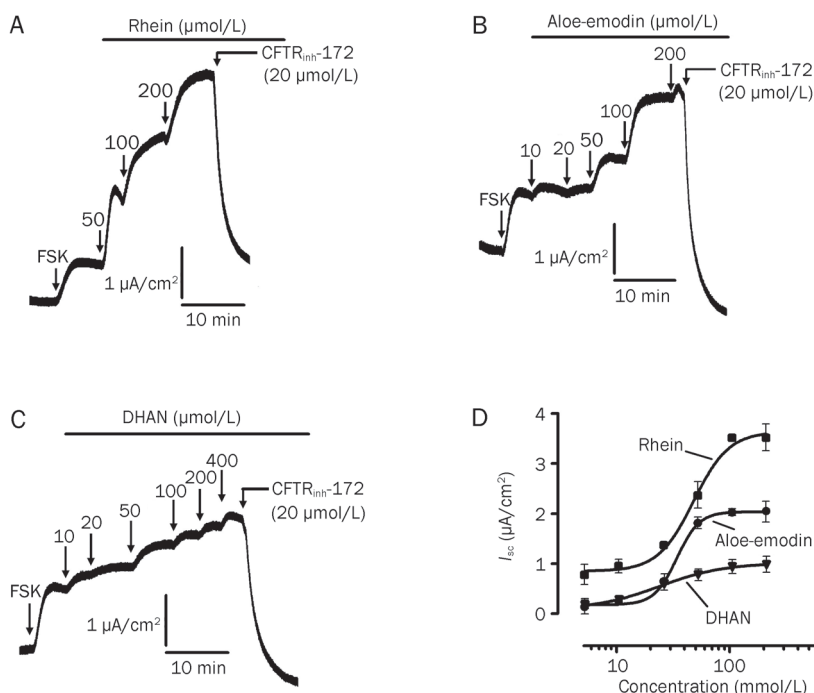 A
Rhein (μmol/L)
CFTRinh-172
(20 μmol/L)
200
100
50
FSK
1 μA/cm²
10 min
B
Aloe-emodin (μmol/L)
200
CFTRinh-172
(20 μmol/L)
100
50
10
20
FSK
1 μA/cm²
10 min
C
DHAN (μmol/L)
400
200
100
50
20
10
CFTRinh-172
(20 μmol/L)
FSK
1 μA/cm²
10 min
D
4
3
2
1
0
Isc (μA/cm²)
Rhein
Aloe-emodin
DHAN
10
100
Concentration (mmol/L)